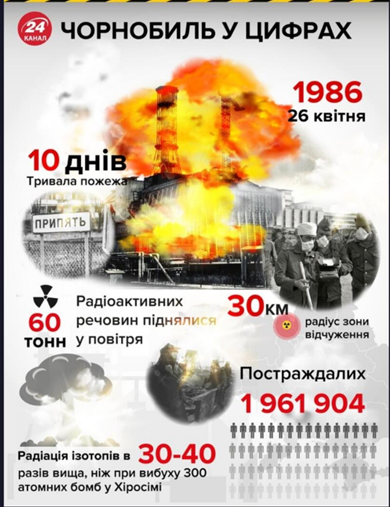 24
КАНАЛ
ЧОРНОБИЛЬ У ЦИФРАХ
1986
26 квітня
10 днів
Тривала пожежа
ПРИПЯТЬ
60
тонн
Радіоактивних
речовин піднялися
у повітря
30км
радіус зони
відчуження
Постраждалих
1 961 904
Радіація ізотопів в 30-40
разів вища, ніж при вибуху 300
атомних бомб у Хіросімі